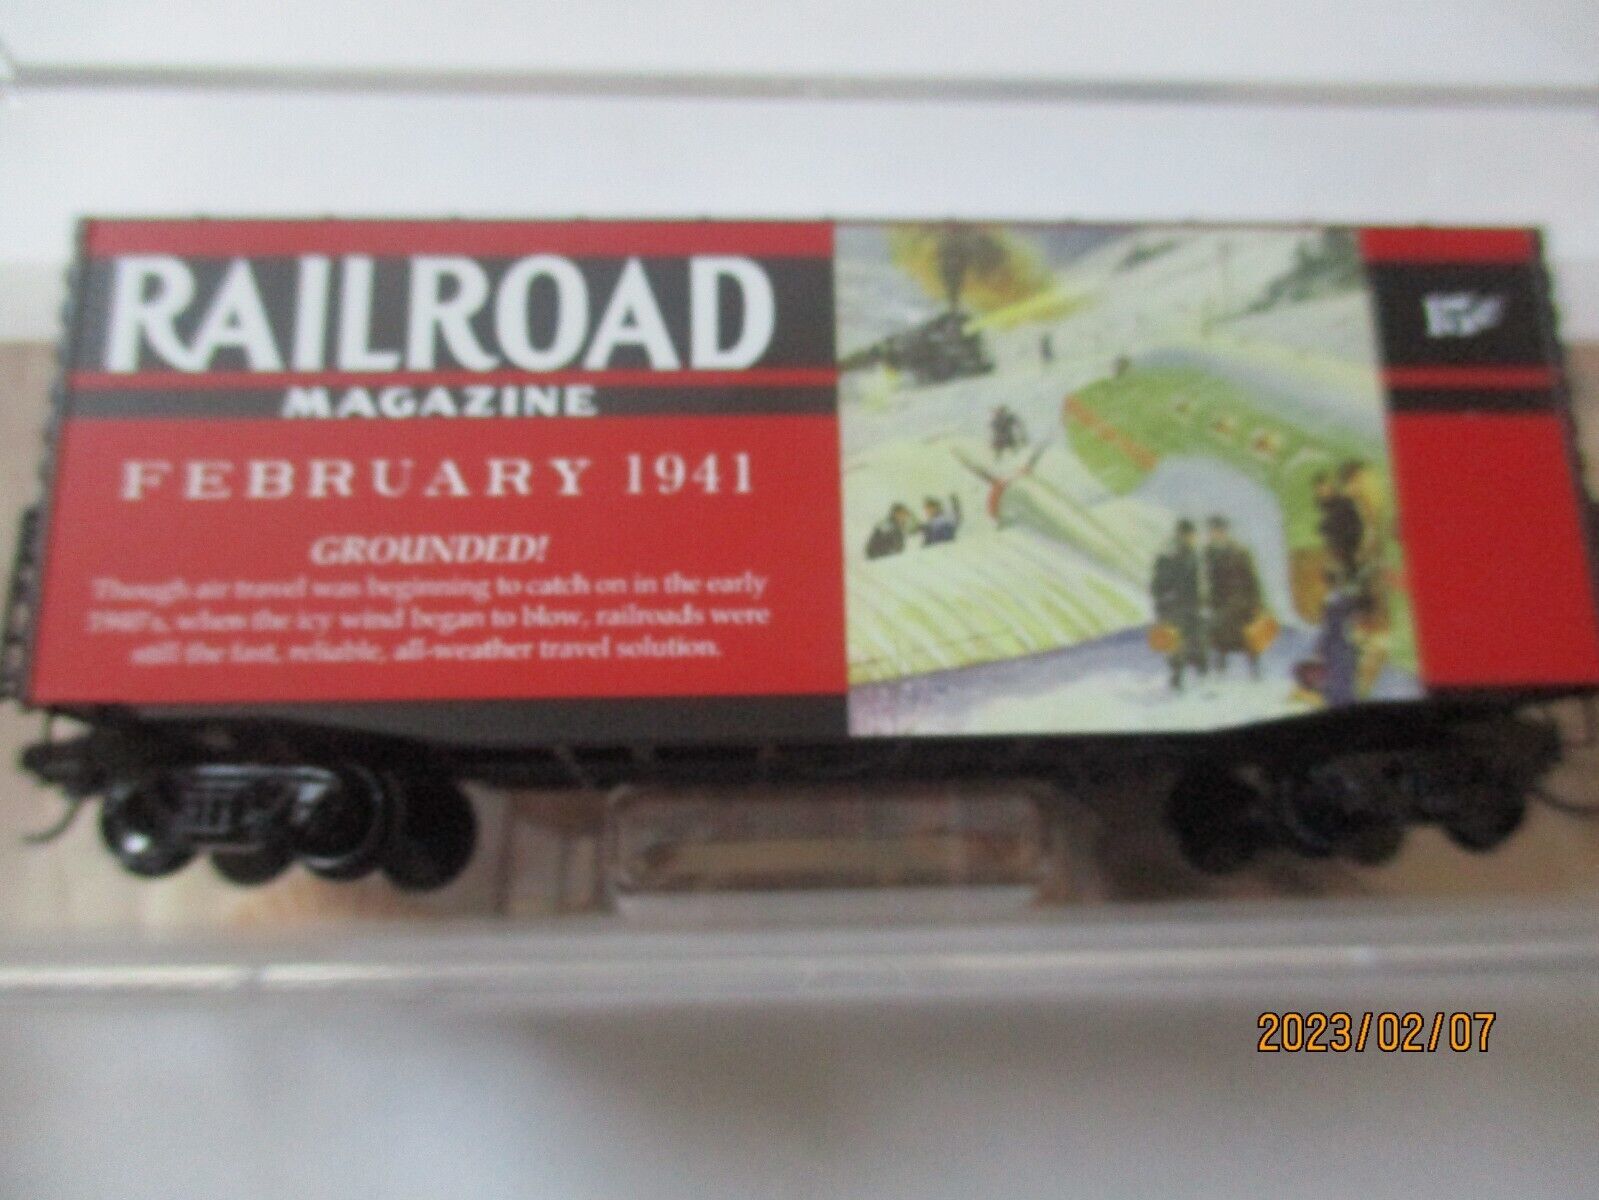 RAILROAD
MAGAZINE
FEBRUARY 1941
GROUNDED!
Though air travel was beginning to catch on in the early
1940's, when the icy wind began to blow, railroads were
still the fast, reliable, all-weather travel solution.
15¢
2023/02/07